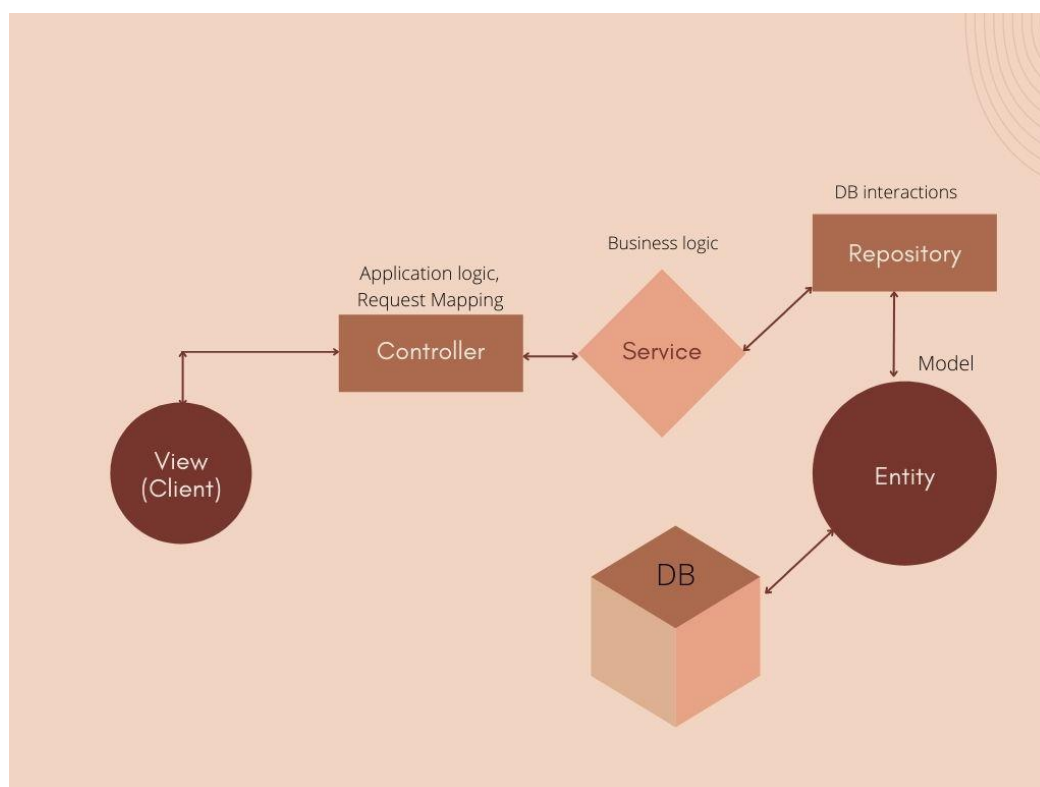 DB interactions
Repository
Business logic
Application logic,
Request Mapping
Controller
Service
Model
View
(Client)
Entity
DB